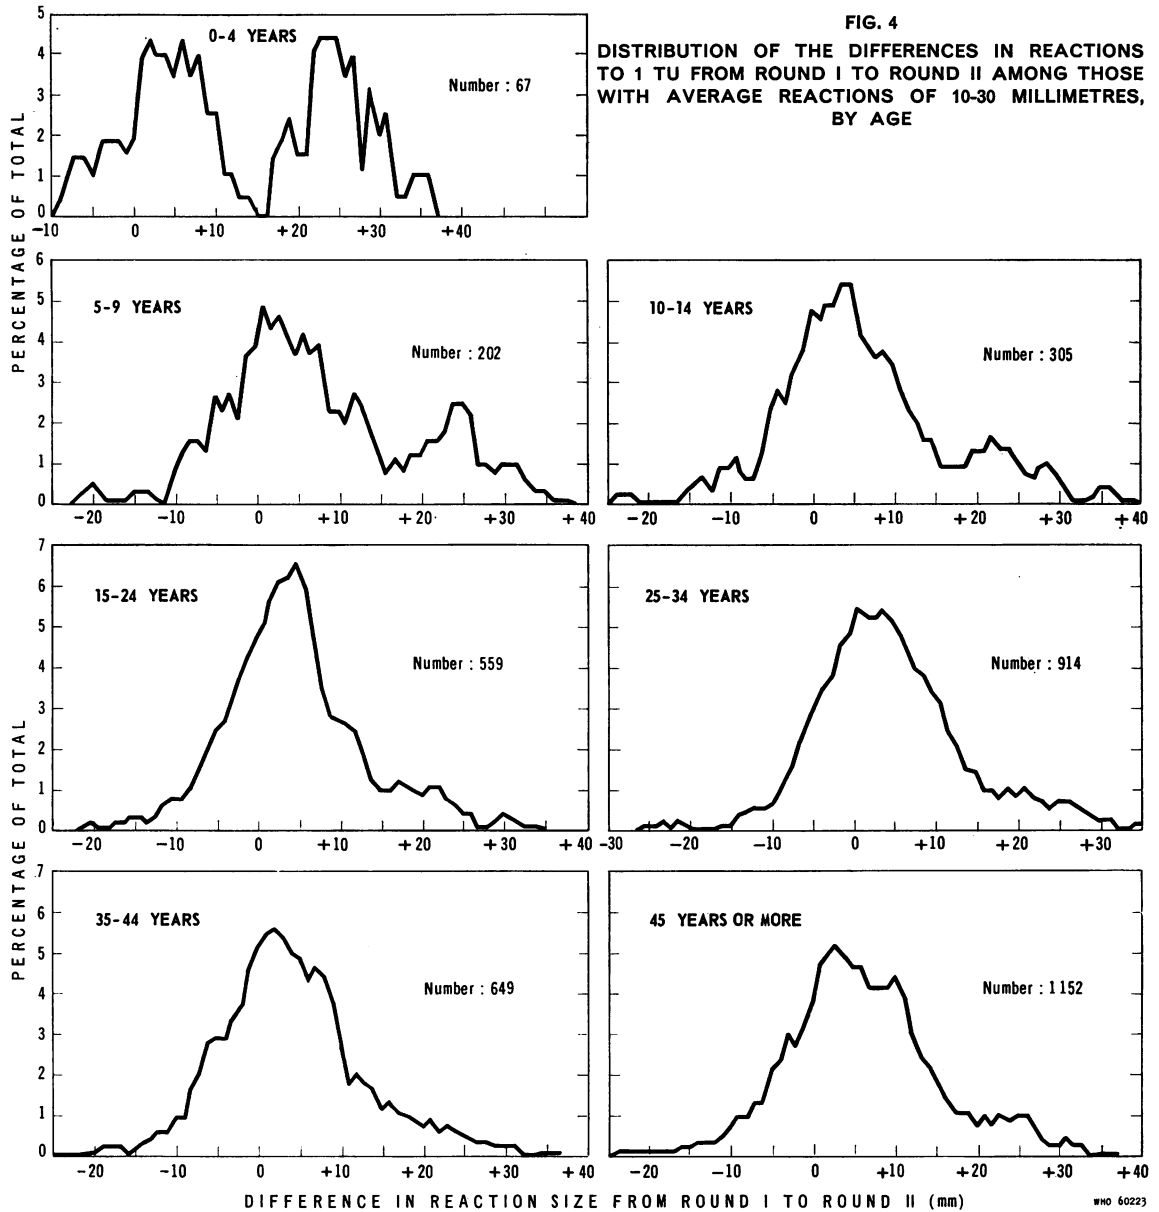 FIG. 4
DISTRIBUTION OF THE DIFFERENCES IN REACTIONS
TO 1 TU FROM ROUND I TO ROUND II AMONG THOSE
WITH AVERAGE REACTIONS OF 10-30 MILLIMETRES,
BY AGE
PERCENTAGE OF TOTAL
5
4
3
2
1
0
0-4 YEARS
Number : 67
-10 0 +10 +20 +30 +40
6
5
4
3
2
1
0
5-9 YEARS
Number : 202
-20 -10 0 +10 +20 +30 +40
10-14 YEARS
Number : 305
-20 -10 0 +10 +20 +30 +40
PERCENTAGE OF TOTAL
7
6
5
4
3
2
1
0
15-24 YEARS
Number : 559
-20 -10 0 +10 +20 +30 +40
25-34 YEARS
Number : 914
-30 -20 -10 0 +10 +20 +30
7
6
5
4
3
2
1
0
35-44 YEARS
Number : 649
-20 -10 0 +10 +20 +30 +40
45 YEARS OR MORE
Number : 1152
-20 -10 0 +10 +20 +30 +40
DIFFERENCE IN REACTION SIZE FROM ROUND I TO ROUND II (mm)
WHO 60223